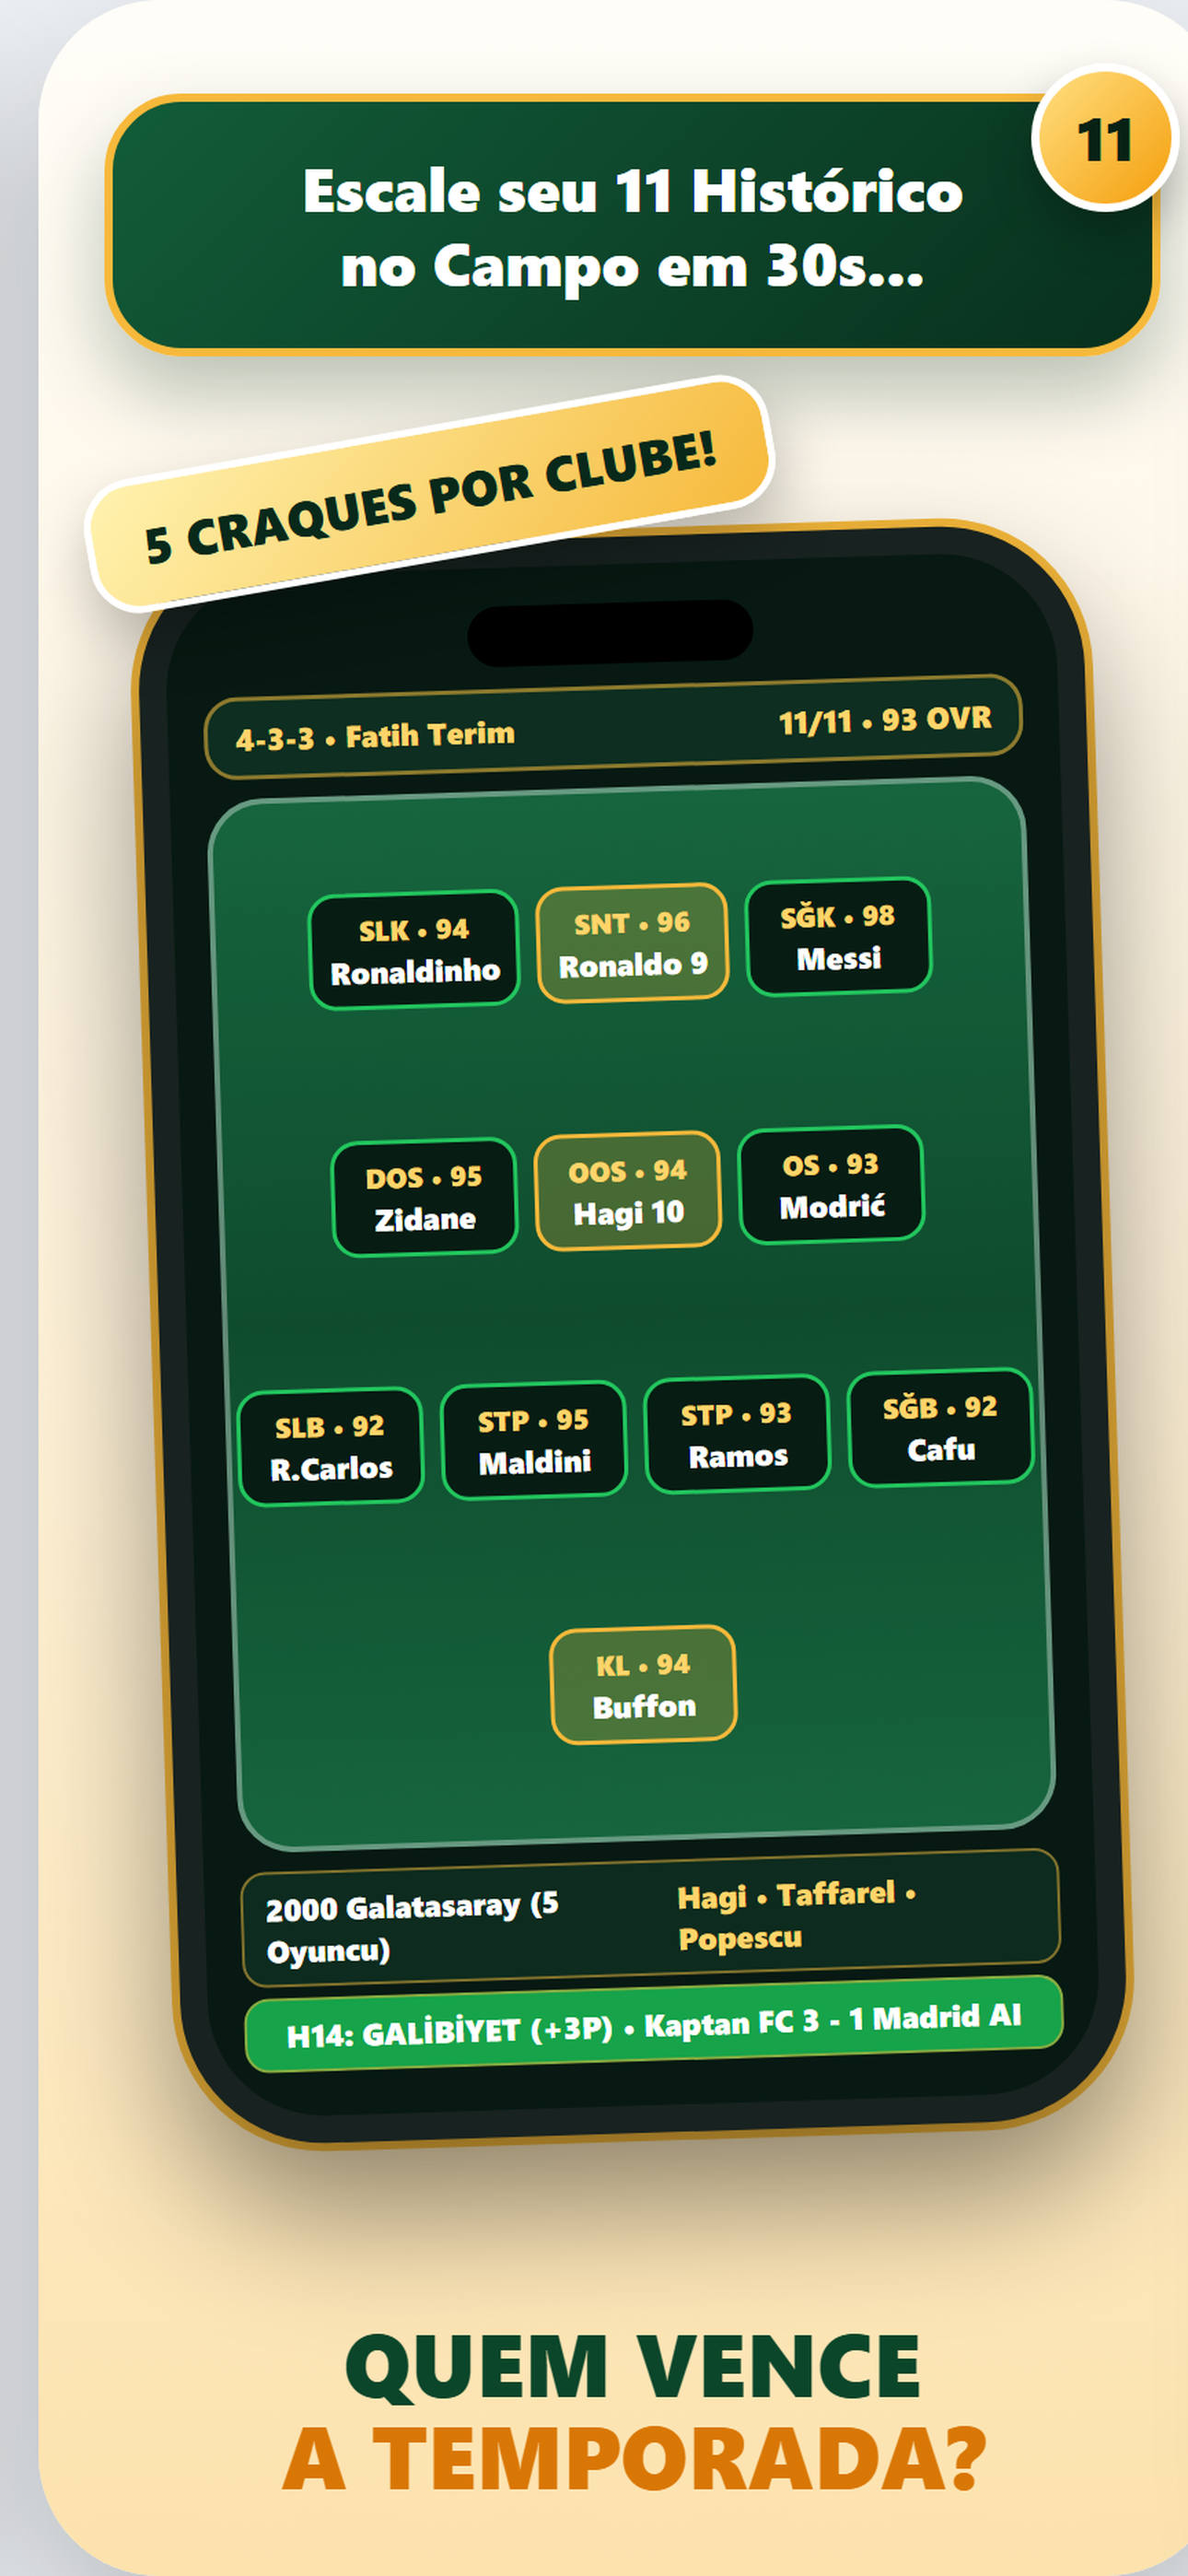 11
Escale seu 11 Histórico
no Campo em 30s...
5 CRAQUES POR CLUBE!
4-3-3 • Fatih Terim
11/11 • 93 OVR
SLK • 94
Ronaldinho
SNT • 96
Ronaldo 9
SĞK • 98
Messi
DOS • 95
Zidane
OOS • 94
Hagi 10
OS • 93
Modrić
SLB • 92
R.Carlos
STP • 95
Maldini
STP • 93
Ramos
SĞB • 92
Cafu
KL • 94
Buffon
2000 Galatasaray (5
Oyuncu)
Hagi • Taffarel •
Popescu
H14: GALİBİYET (+3P) • Kaptan FC 3 - 1 Madrid AI
QUEM VENCE
A TEMPORADA?